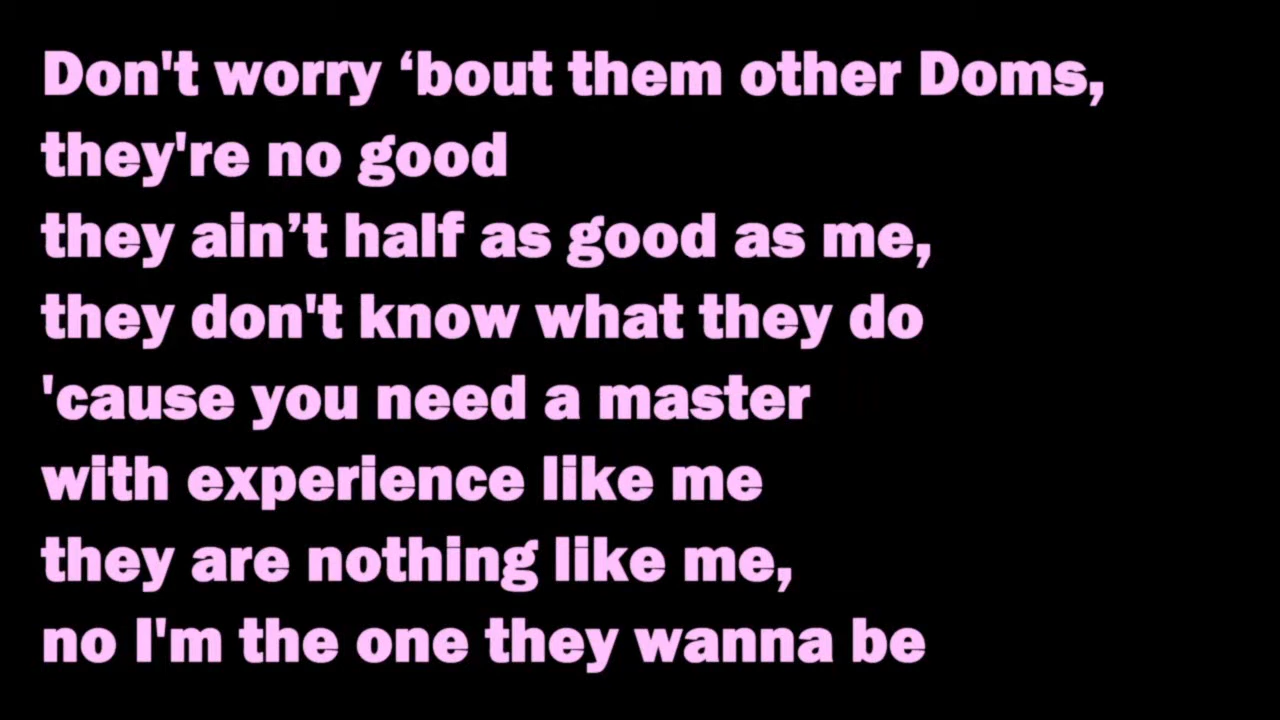 Don't worry ‘bout them other Doms,
they're no good
they ain’t half as good as me,
they don't know what they do
'cause you need a master
with experience like me
they are nothing like me,
no I'm the one they wanna be